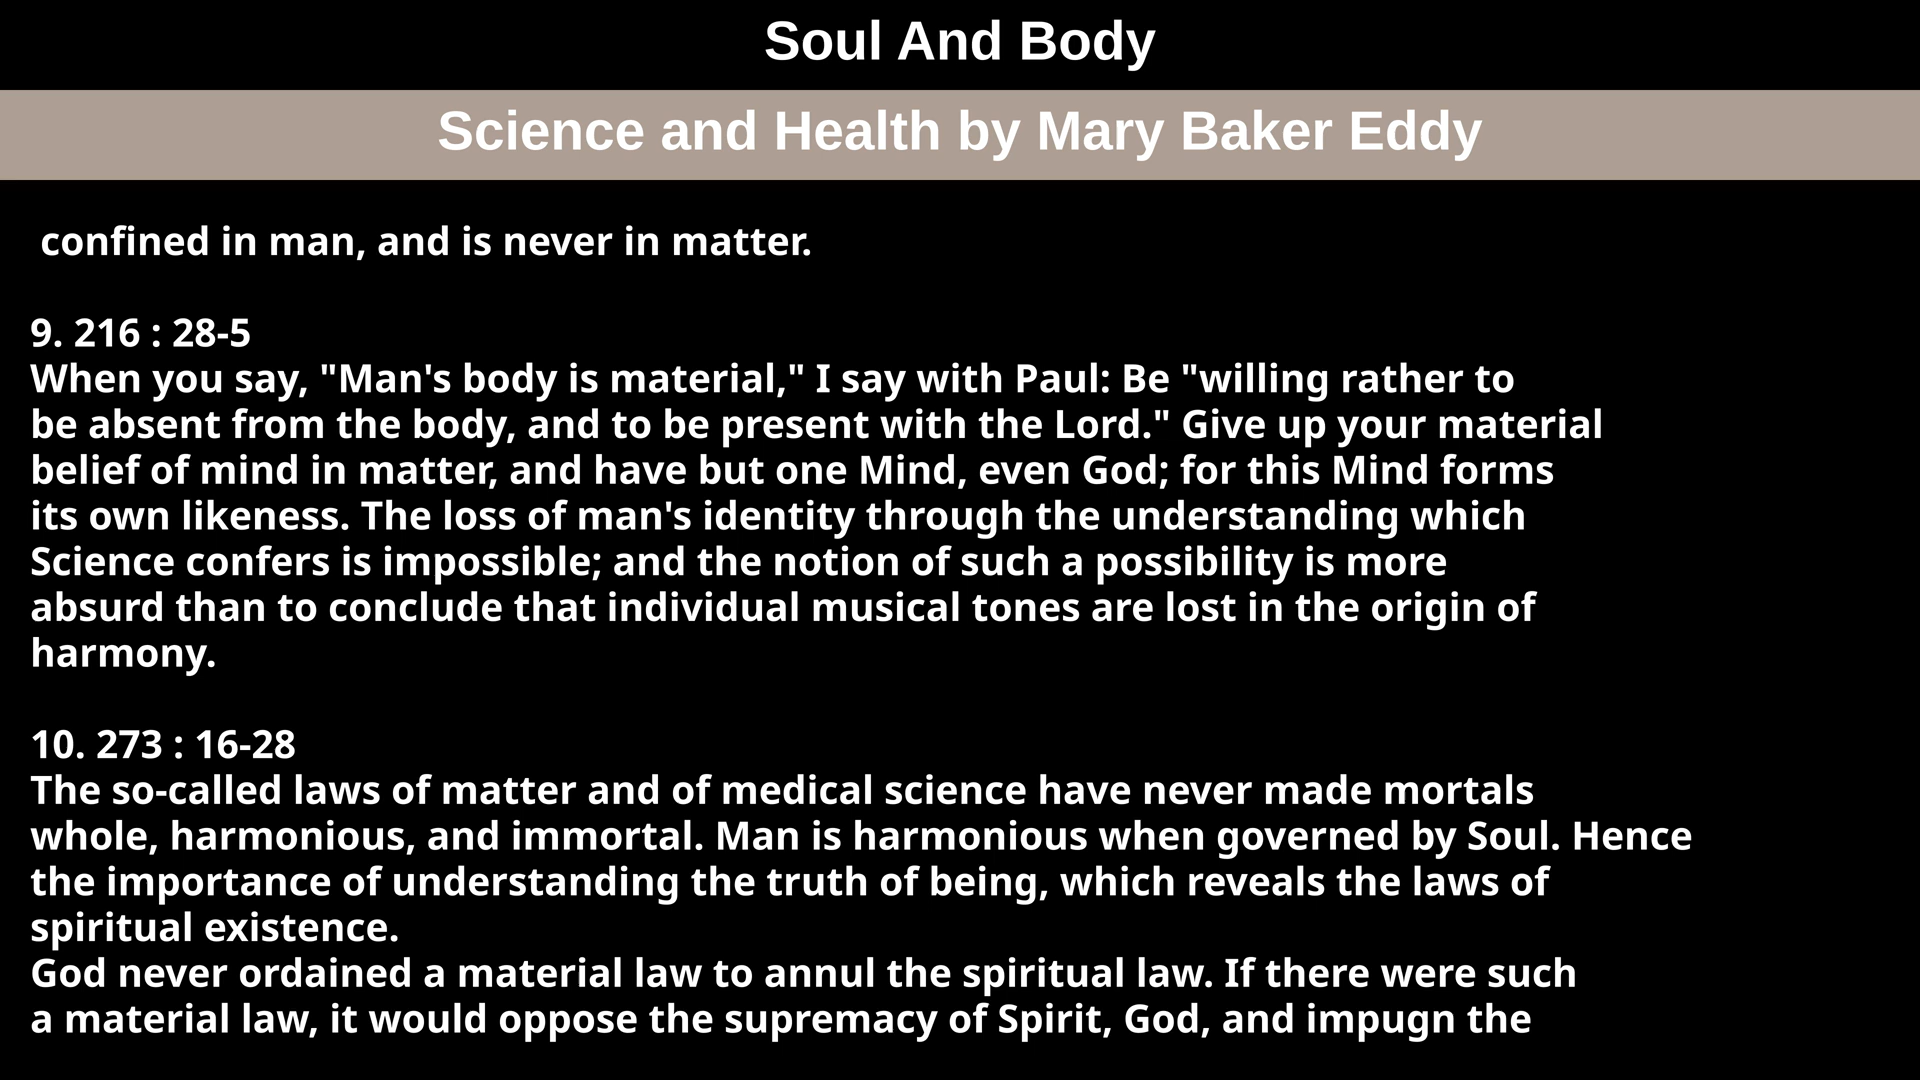 Soul And Body
Science and Health by Mary Baker Eddy
confined in man, and is never in matter.
9. 216 : 28-5
When you say, "Man's body is material," I say with Paul: Be "willing rather to
be absent from the body, and to be present with the Lord." Give up your material
belief of mind in matter, and have but one Mind, even God; for this Mind forms
its own likeness. The loss of man's identity through the understanding which
Science confers is impossible; and the notion of such a possibility is more
absurd than to conclude that individual musical tones are lost in the origin of
harmony.
10. 273 : 16-28
The so-called laws of matter and of medical science have never made mortals
whole, harmonious, and immortal. Man is harmonious when governed by Soul. Hence
the importance of understanding the truth of being, which reveals the laws of
spiritual existence.
God never ordained a material law to annul the spiritual law. If there were such
a material law, it would oppose the supremacy of Spirit, God, and impugn the